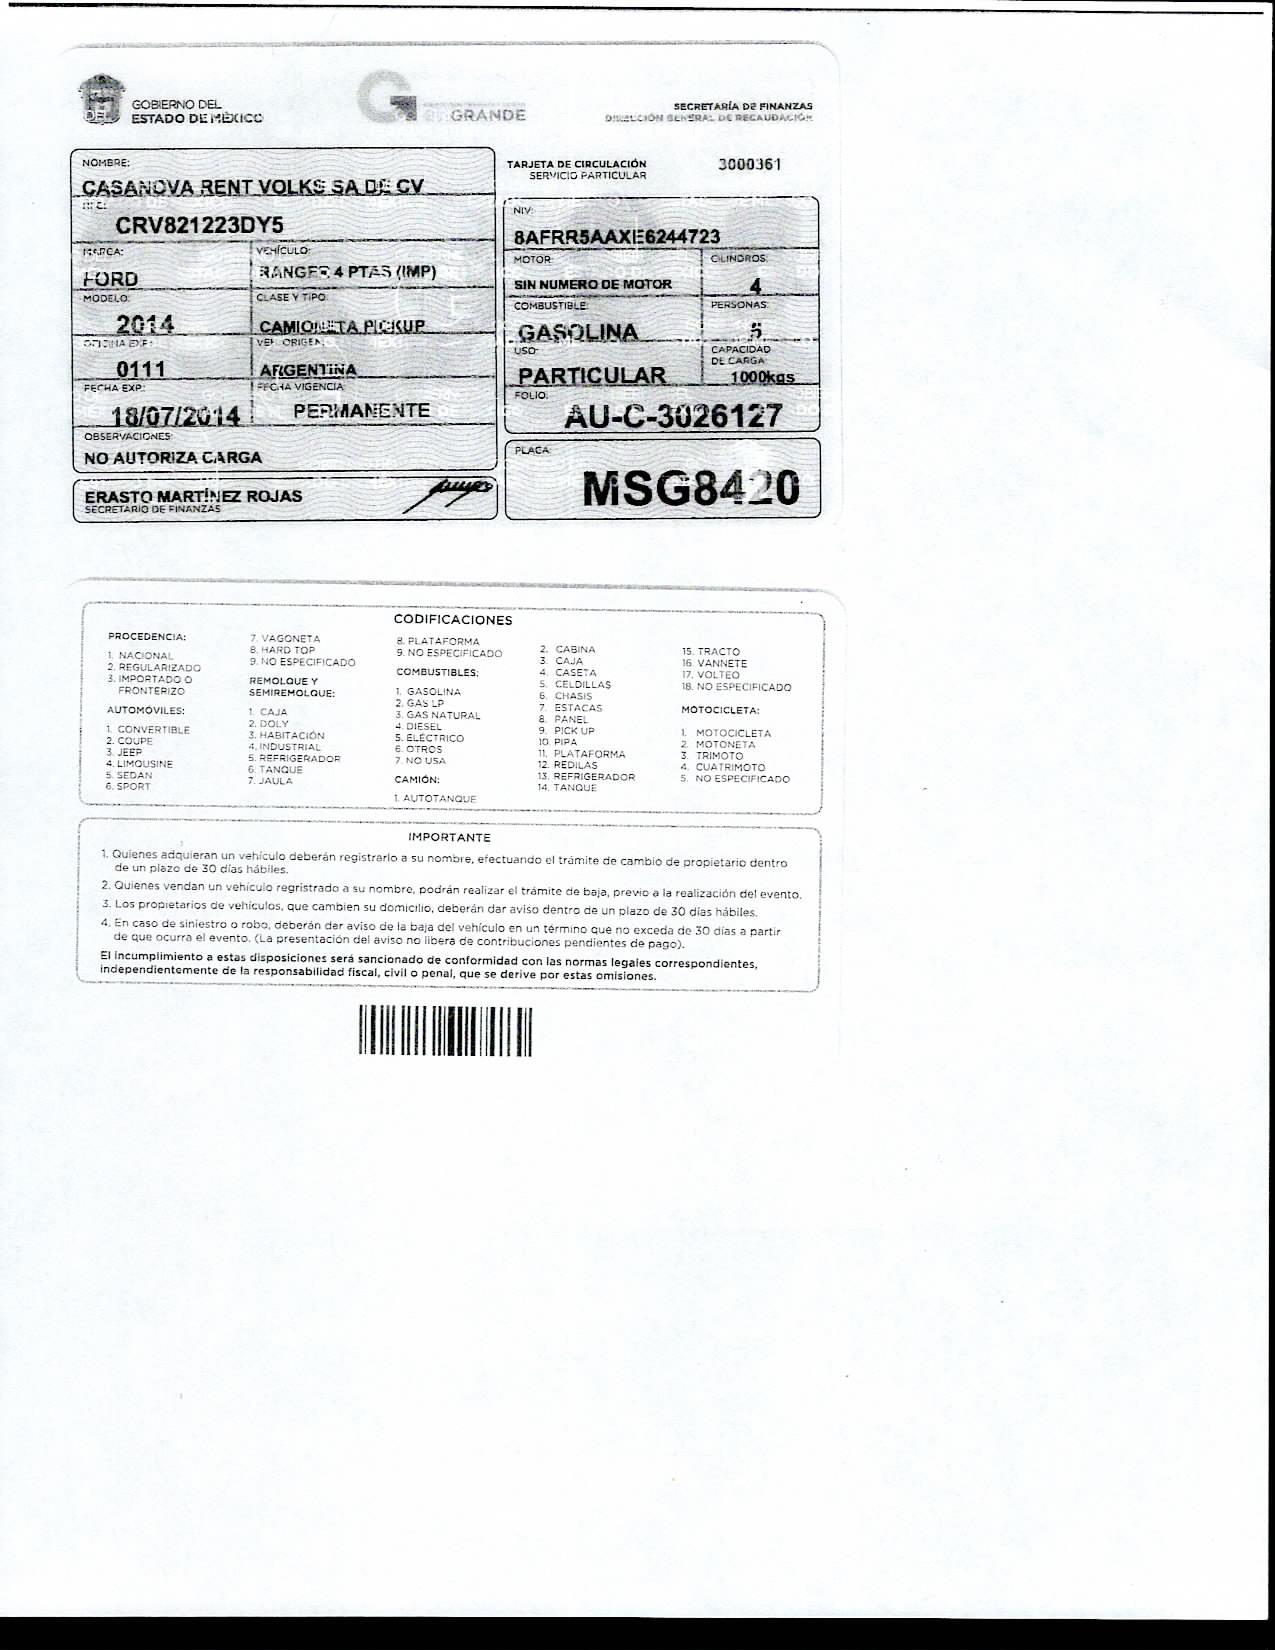 GOBIERNO DEL
ESTADO DE MÉXICO
GRANDE
SECRETARÍA DE FINANZAS
DIRECCIÓN GENERAL DE RECAUDACIÓN
TARJETA DE CIRCULACIÓN
SERVICIO PARTICULAR
3000361
NOMBRE:
CASANOVA RENT VOLKS SA DE CV
CRV821223DY5
MARCA:
FORD
VEHÍCULO:
RANGER 4 PTAS (IMP)
MODELO:
2014
CLASE Y TIPO:
CAMIONETA PICKUP
OFICINA EXP.:
0111
VEH. ORIGEN:
ARGENTINA
FECHA EXP:
18/07/2014
FECHA VIGENCIA:
PERMANENTE
OBSERVACIONES:
NO AUTORIZA CARGA
ERASTO MARTÍNEZ ROJAS
SECRETARIO DE FINANZAS
NIV:
8AFRR5AAXE6244723
MOTOR:
SIN NUMERO DE MOTOR
CILINDROS:
4
COMBUSTIBLE:
GASOLINA
PERSONAS:
5
USO:
PARTICULAR
CAPACIDAD
DE CARGA:
1000kgs
FOLIO:
AU-C-3026127
PLACA:
MSG8420
CODIFICACIONES
PROCEDENCIA:
1. NACIONAL
2. REGULARIZADO
3. IMPORTADO O
FRONTERIZO
AUTOMÓVILES:
1. CONVERTIBLE
2. COUPE
3. JEEP
4. LIMOUSINE
5. SEDAN
6. SPORT
7. VAGONETA
8. HARD TOP
9. NO ESPECIFICADO
REMOLQUE Y
SEMIREMOLQUE:
1. CAJA
2. DOLY
3. HABITACIÓN
4. INDUSTRIAL
5. REFRIGERADOR
6. TANQUE
7. JAULA
8. PLATAFORMA
9. NO ESPECIFICADO
COMBUSTIBLES:
1. GASOLINA
2. GAS LP
3. GAS NATURAL
4. DIESEL
5. ELÉCTRICO
6. OTROS
7. NO USA
CAMIÓN:
1. AUTOTANQUE
2. CABINA
3. CAJA
4. CASETA
5. CELDILLAS
6. CHASIS
7. ESTACAS
8. PANEL
9. PICK UP
10. PIPA
11. PLATAFORMA
12. REDILAS
13. REFRIGERADOR
14. TANQUE
15. TRACTO
16. VANNETE
17. VOLTEO
18. NO ESPECIFICADO
MOTOCICLETA:
1. MOTOCICLETA
2. MOTONETA
3. TRIMOTO
4. CUATRIMOTO
5. NO ESPECIFICADO
IMPORTANTE
1. Quienes adquieran un vehículo deberán registrarlo a su nombre, efectuando el trámite de cambio de propietario dentro
de un plazo de 30 días hábiles.
2. Quienes vendan un vehículo regristrado a su nombre, podrán realizar el trámite de baja, previo a la realización del evento.
3. Los propietarios de vehículos, que cambien su domicilio, deberán dar aviso dentro de un plazo de 30 días hábiles.
4. En caso de siniestro o robo, deberán dar aviso de la baja del vehículo en un término que no exceda de 30 días a partir
de que ocurra el evento. (La presentación del aviso no libera de contribuciones pendientes de pago).
El incumplimiento a estas disposiciones será sancionado de conformidad con las normas legales correspondientes,
independientemente de la responsabilidad fiscal, civil o penal, que se derive por estas omisiones.